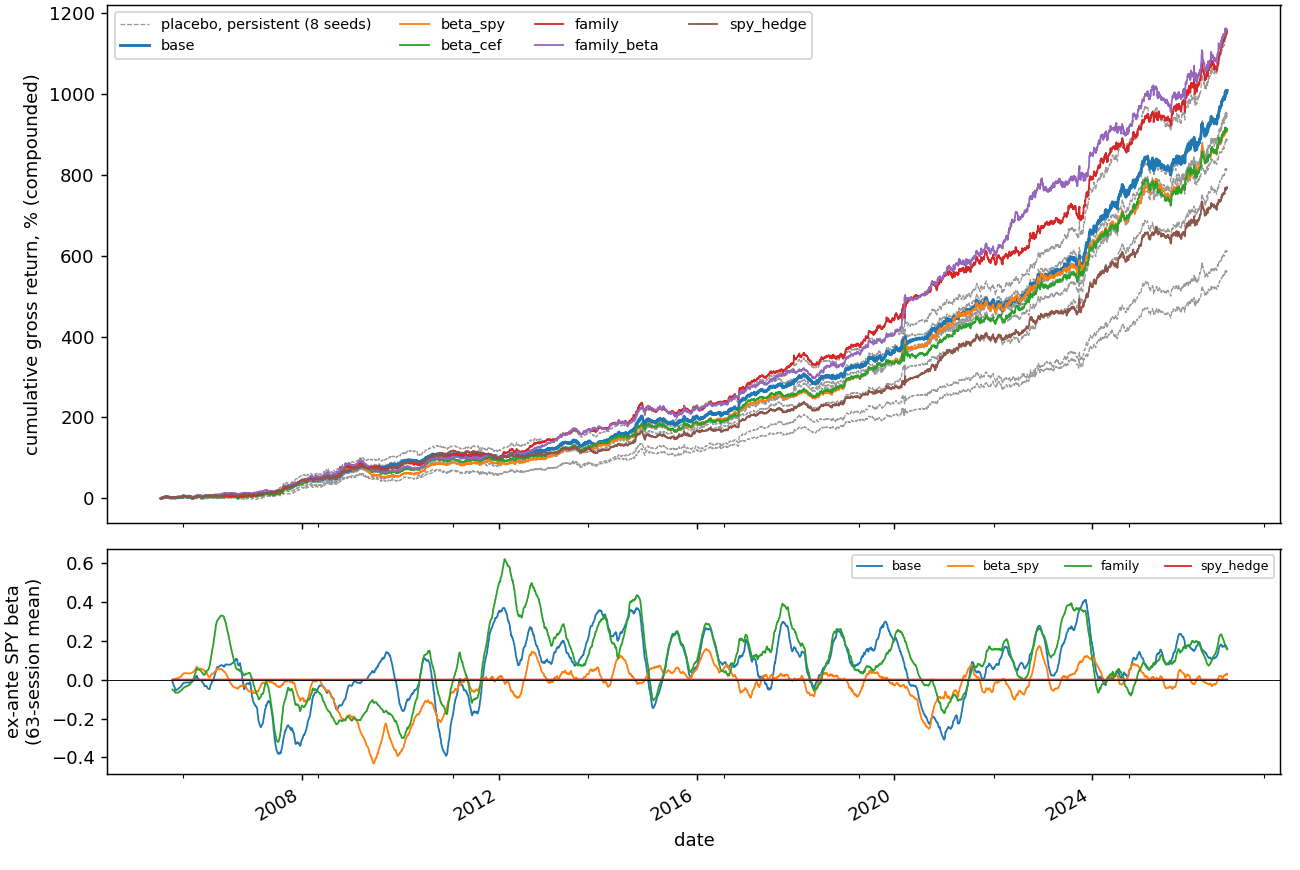 1200
1000
800
600
400
200
0
cumulative gross return, % (compounded)
placebo, persistent (8 seeds)
base
beta_spy
beta_cef
family
family_beta
spy_hedge
0.6
0.4
0.2
0.0
−0.2
−0.4
ex-ante SPY beta
(63-session mean)
base
beta_spy
family
spy_hedge
2008
2012
2016
2020
2024
date